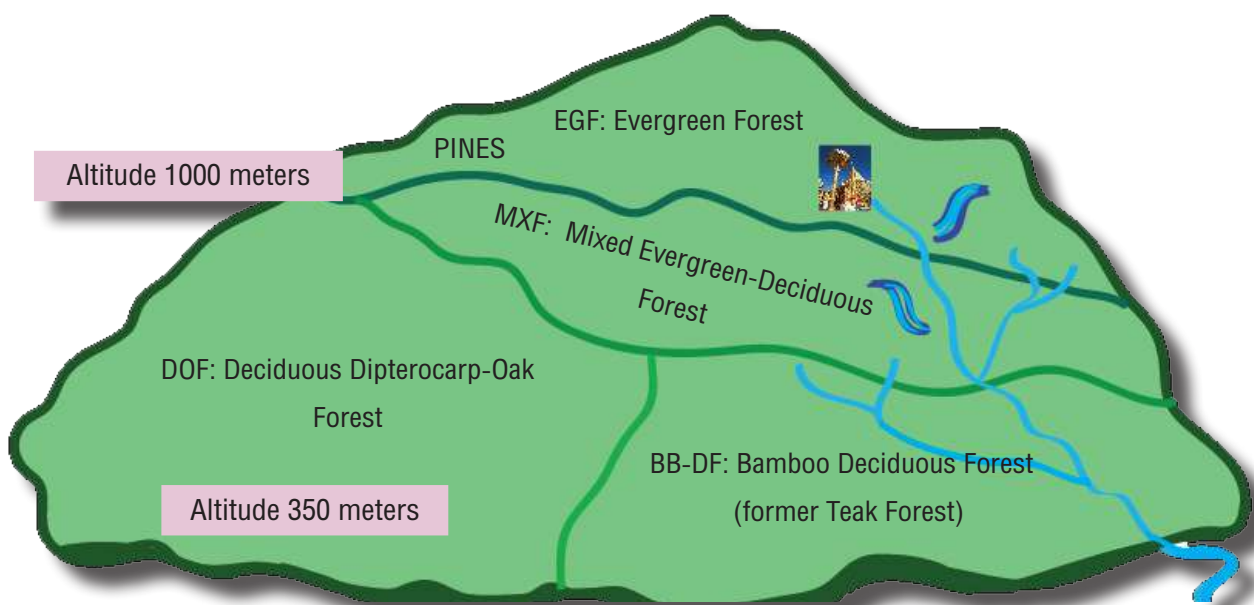 EGF: Evergreen Forest
PINES
Altitude 1000 meters
MXF: Mixed Evergreen-Deciduous
Forest
DOF: Deciduous Dipterocarp-Oak
Forest
BB-DF: Bamboo Deciduous Forest
(former Teak Forest)
Altitude 350 meters